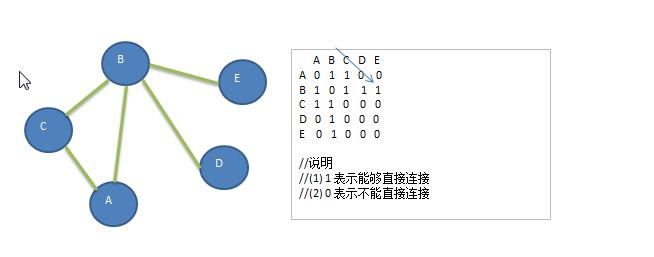 B
E
C
D
A
A B C D E
A 0 1 1 0 0
B 1 0 1 1 1
C 1 1 0 0 0
D 0 1 0 0 0
E 0 1 0 0 0
//说明
//(1) 1 表示能够直接连接
//(2) 0 表示不能直接连接